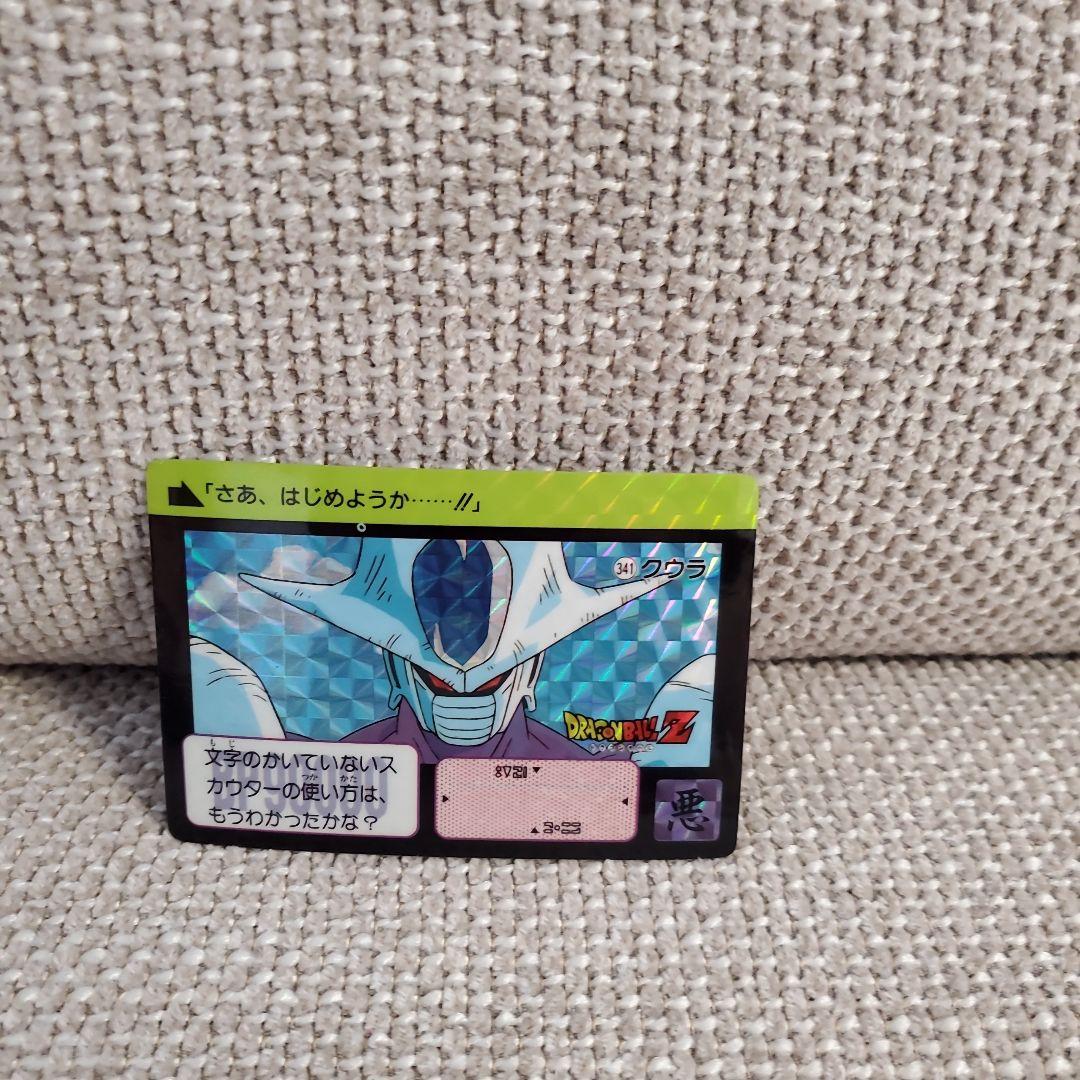 「さあ、はじめようか……!!」
341 クウラ
DRAGON BALL Z
文字のかいていないス
カウターの使い方は、
もうわかったかな?
悪